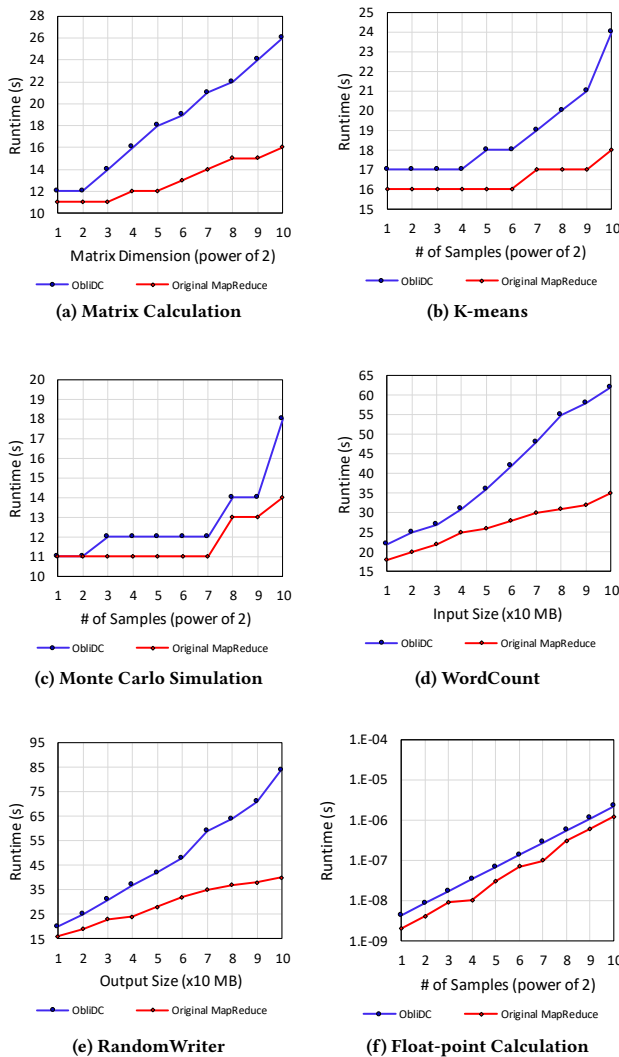 28
26
24
22
20
18
16
14
12
10
Runtime (s)
1 2 3 4 5 6 7 8 9 10
Matrix Dimension (power of 2)
ObliDC Original MapReduce
(a) Matrix Calculation
25
24
23
22
21
20
19
18
17
16
15
Runtime (s)
1 2 3 4 5 6 7 8 9 10
# of Samples (power of 2)
ObliDC Original MapReduce
(b) K-means
20
19
18
17
16
15
14
13
12
11
10
Runtime (s)
1 2 3 4 5 6 7 8 9 10
# of Samples (power of 2)
ObliDC Original MapReduce
(c) Monte Carlo Simulation
65
60
55
50
45
40
35
30
25
20
15
Runtime (s)
1 2 3 4 5 6 7 8 9 10
Input Size (x10 MB)
ObliDC Original MapReduce
(d) WordCount
95
85
75
65
55
45
35
25
15
Runtime (s)
1 2 3 4 5 6 7 8 9 10
Output Size (x10 MB)
ObliDC Original MapReduce
(e) RandomWriter
1.E-04
1.E-05
1.E-06
1.E-07
1.E-08
1.E-09
Runtime (s)
1 2 3 4 5 6 7 8 9 10
# of Samples (power of 2)
ObliDC Original MapReduce
(f) Float-point Calculation